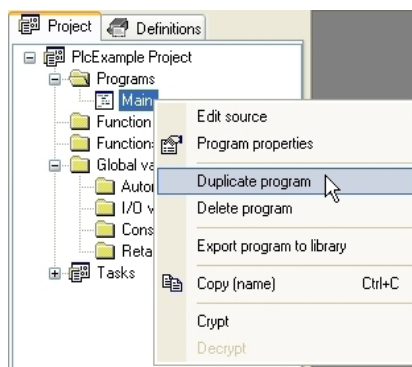 Project Definitions
PlcExample Project
Programs
Main
Edit source
Function
Program properties
Function
Global va
Duplicate program
Auto
I/O v
Delete program
Cons
Export program to library
Reta
Tasks
Copy (name) Ctrl+C
Crypt
Decrypt